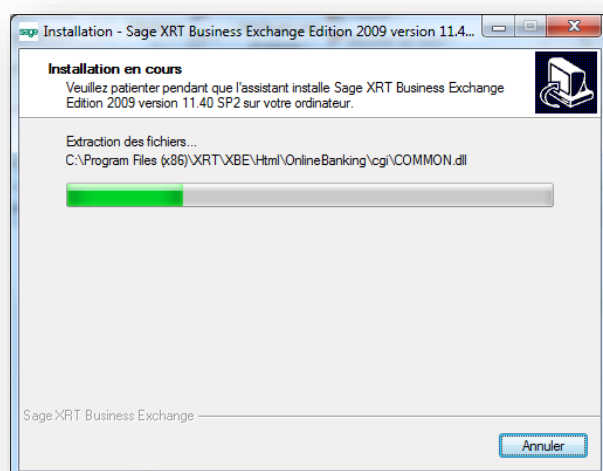 sage Installation - Sage XRT Business Exchange Edition 2009 version 11.4...
Installation en cours
Veuillez patienter pendant que l'assistant installe Sage XRT Business Exchange
Edition 2009 version 11.40 SP2 sur votre ordinateur.
Extraction des fichiers...
C:\Program Files (x86)\XRT\XBE\Html\OnlineBanking\cgi\COMMON.dll
Sage XRT Business Exchange
Annuler